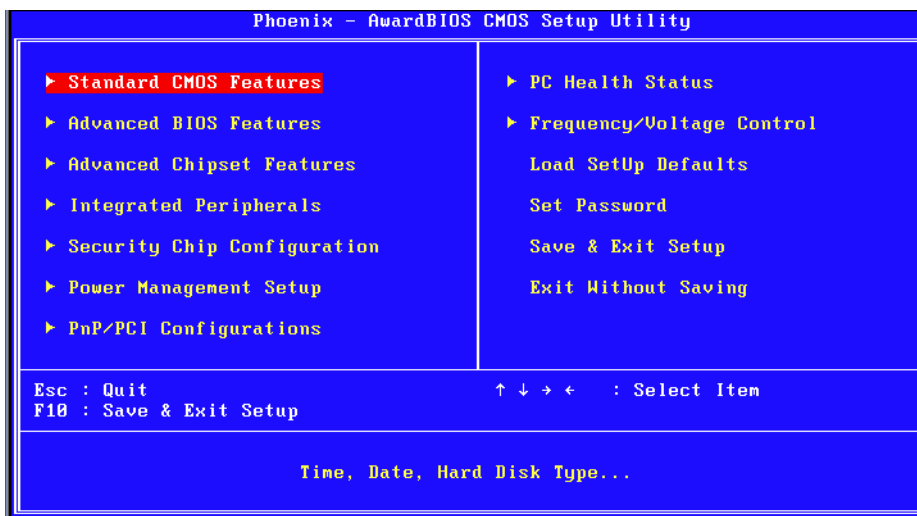 Phoenix - AwardBIOS CMOS Setup Utility
► Standard CMOS Features
► Advanced BIOS Features
► Advanced Chipset Features
► Integrated Peripherals
► Security Chip Configuration
► Power Management Setup
► PnP/PCI Configurations
► PC Health Status
► Frequency/Voltage Control
Load SetUp Defaults
Set Password
Save & Exit Setup
Exit Without Saving
Esc : Quit
F10 : Save & Exit Setup
↑ ↓ → ← : Select Item
Time, Date, Hard Disk Type...